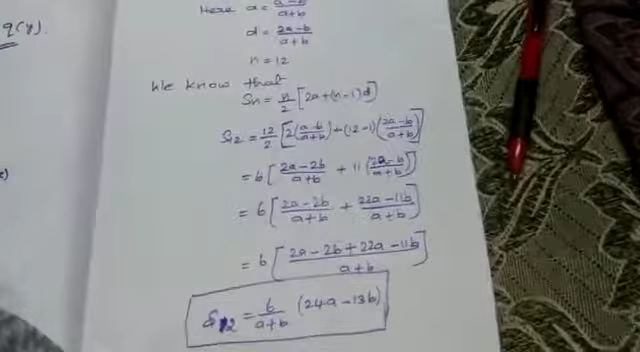 q(y).
Here a = a-b/a+b
d = 2a-b/a+b
n = 12
We know that
Sn = n/2 [2a+(n-1)d]
S12 = 12/2 [2(a-b/a+b)+(12-1)(2a-b/a+b)]
= 6[2a-2b/a+b + 11(2a-b/a+b)]
= 6[2a-2b/a+b + 22a-11b/a+b]
= 6[2a-2b+22a-11b/a+b]
S12 = 6/a+b (24a-13b)